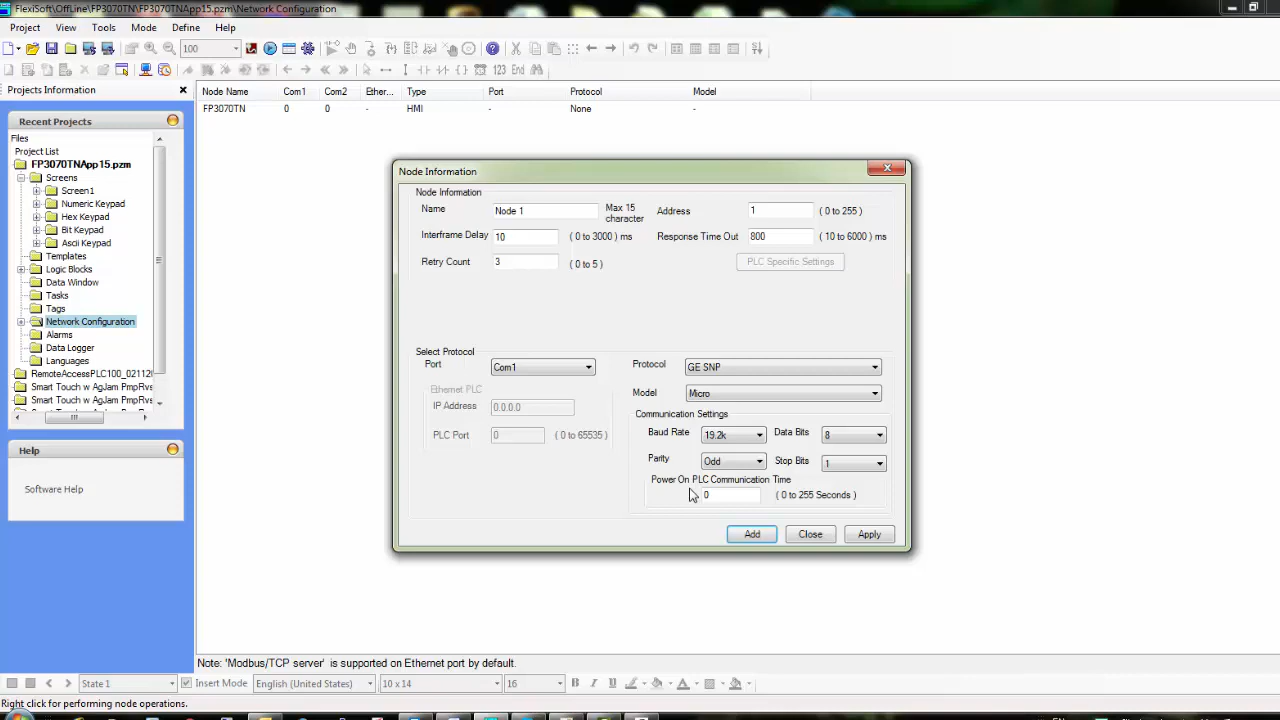 FlexiSoft\OffLine\FP3070TN\FP3070TNApp15.pzm\Network Configuration
Project View Tools Mode Define Help
100
123 End
Projects Information
Recent Projects
Files
Project List
FP3070TNApp15.pzm
Screens
Screen1
Numeric Keypad
Hex Keypad
Bit Keypad
Ascii Keypad
Templates
Logic Blocks
Data Window
Tasks
Tags
Network Configuration
Alarms
Data Logger
Languages
RemoteAccessPLC100_021120
Smart Touch w AgJam PmpRvs
Smart Touch w AgJam PmpRvs
Help
Software Help
Node Name Com1 Com2 Ether... Type Port Protocol Model
FP3070TN 0 0 - HMI - None -
Node Information
Node Information
Name Node 1 Max 15 character Address 1 ( 0 to 255 )
Interframe Delay 10 ( 0 to 3000 ) ms Response Time Out 800 ( 10 to 6000 ) ms
Retry Count 3 ( 0 to 5 ) PLC Specific Settings
Select Protocol
Port Com1 Protocol GE SNP
Ethernet PLC
IP Address 0.0.0.0
PLC Port 0 ( 0 to 65535 )
Model Micro
Communication Settings
Baud Rate 19.2k Data Bits 8
Parity Odd Stop Bits 1
Power On PLC Communication Time
0 ( 0 to 255 Seconds )
Add Close Apply
Note: 'Modbus/TCP server' is supported on Ethernet port by default.
State 1 Insert Mode English (United States) 10 x 14 16 B I U
Right click for performing node operations.